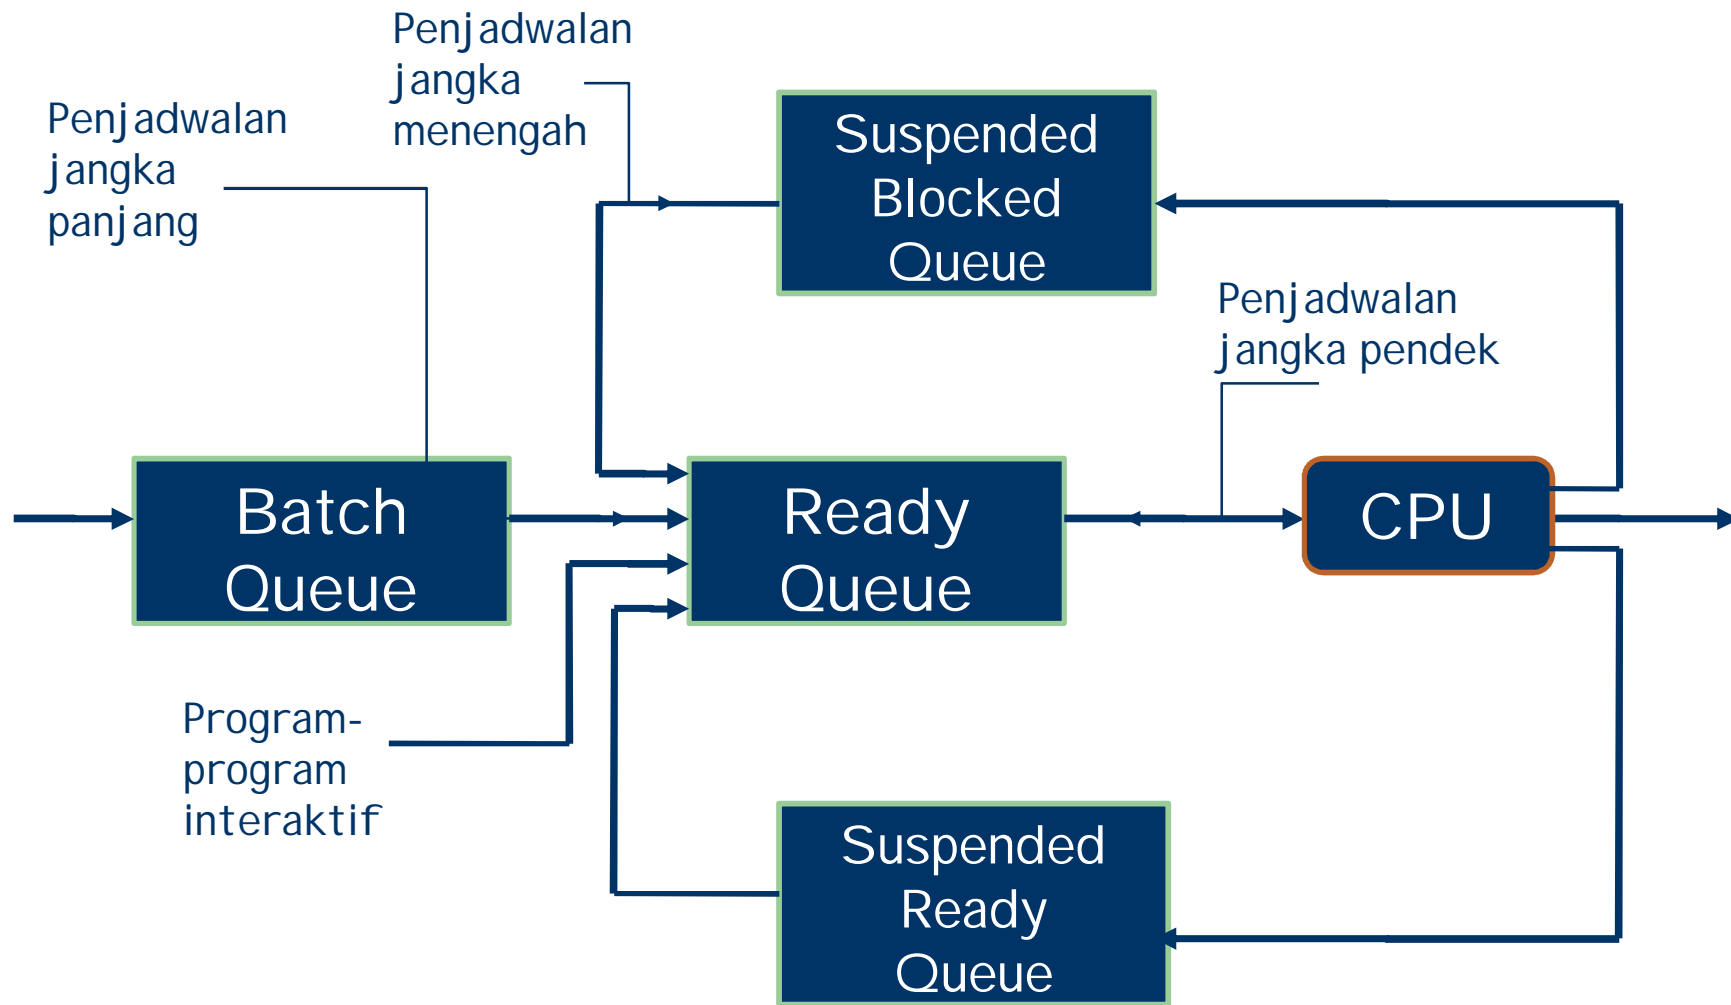 Penjadwalan
jangka
menengah
Penjadwalan
jangka
panjang
Suspended
Blocked
Queue
Penjadwalan
jangka pendek
Batch
Queue
Ready
Queue
CPU
Program-
program
interaktif
Suspended
Ready
Queue